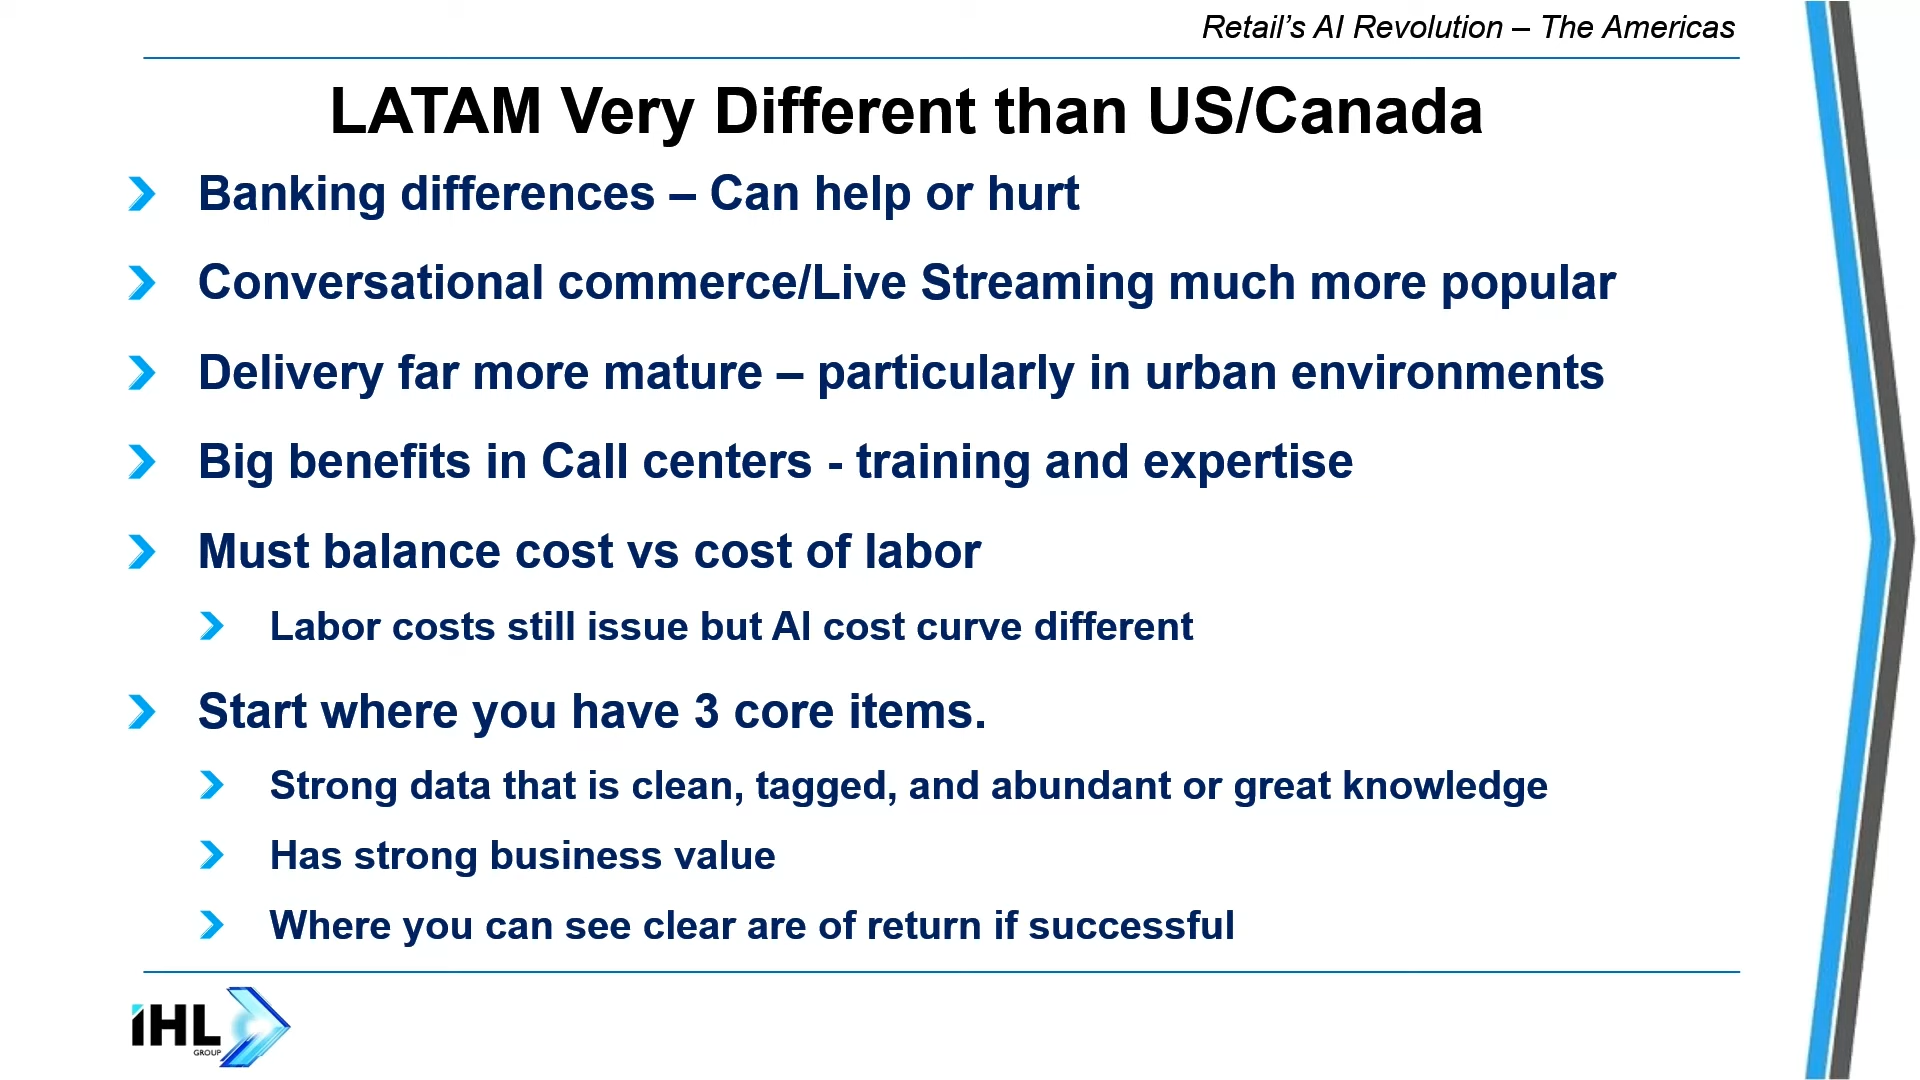 Retail’s AI Revolution – The Americas
LATAM Very Different than US/Canada
Banking differences – Can help or hurt
Conversational commerce/Live Streaming much more popular
Delivery far more mature – particularly in urban environments
Big benefits in Call centers - training and expertise
Must balance cost vs cost of labor
Labor costs still issue but AI cost curve different
Start where you have 3 core items.
Strong data that is clean, tagged, and abundant or great knowledge
Has strong business value
Where you can see clear are of return if successful
iHL
GROUP